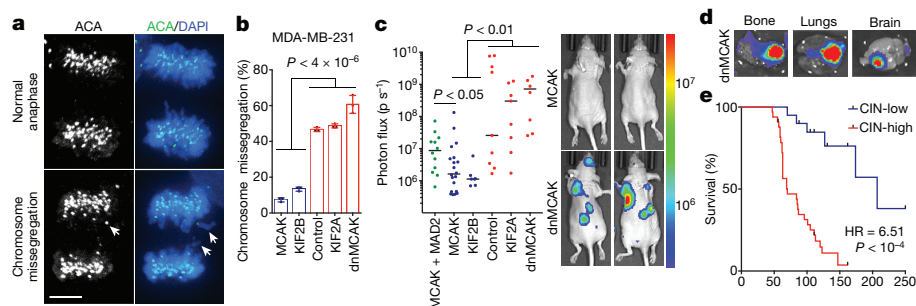 a
ACA
ACA/DAPI
Normal
anaphase
Chromosome
missegregation
b
MDA-MB-231
P < 4 × 10⁻⁶
Chromosome missegregation (%)
80
60
40
20
0
MCAK
KIF2B
Control
KIF2A
dnMCAK
c
P < 0.01
P < 0.05
Photon flux (p s⁻¹)
10¹⁰
10⁹
10⁸
10⁷
10⁶
MCAK + MAD2
MCAK
KIF2B
Control
KIF2A
dnMCAK
MCAK
dnMCAK
10⁷
10⁶
d
Bone
Lungs
Brain
dnMCAK
e
CIN-low
CIN-high
Survival (%)
100
50
0
HR = 6.51
P < 10⁻⁴
0
50
100
150
200
250